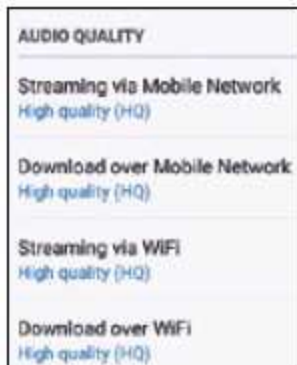 AUDIO QUALITY
Streaming via Mobile Network
High quality (HQ)
Download over Mobile Network
High quality (HQ)
Streaming via WiFi
High quality (HQ)
Download over WiFi
High quality (HQ)